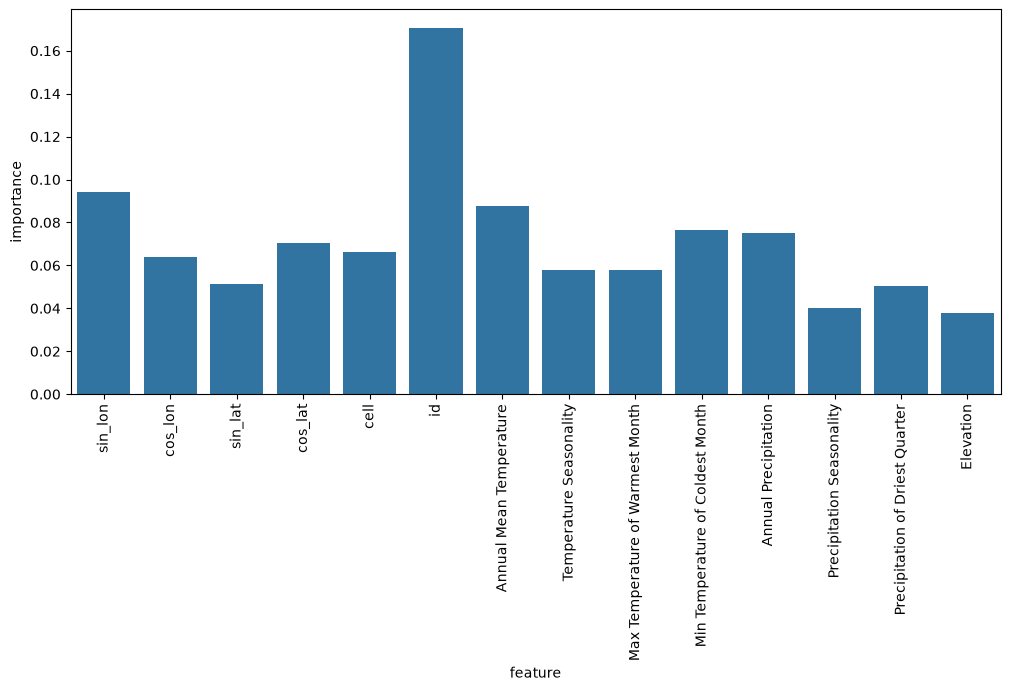 importance
0.16
0.14
0.12
0.10
0.08
0.06
0.04
0.02
0.00
sin_lon
cos_lon
sin_lat
cos_lat
cell
id
Annual Mean Temperature
Temperature Seasonality
Max Temperature of Warmest Month
Min Temperature of Coldest Month
Annual Precipitation
Precipitation Seasonality
Precipitation of Driest Quarter
Elevation
feature